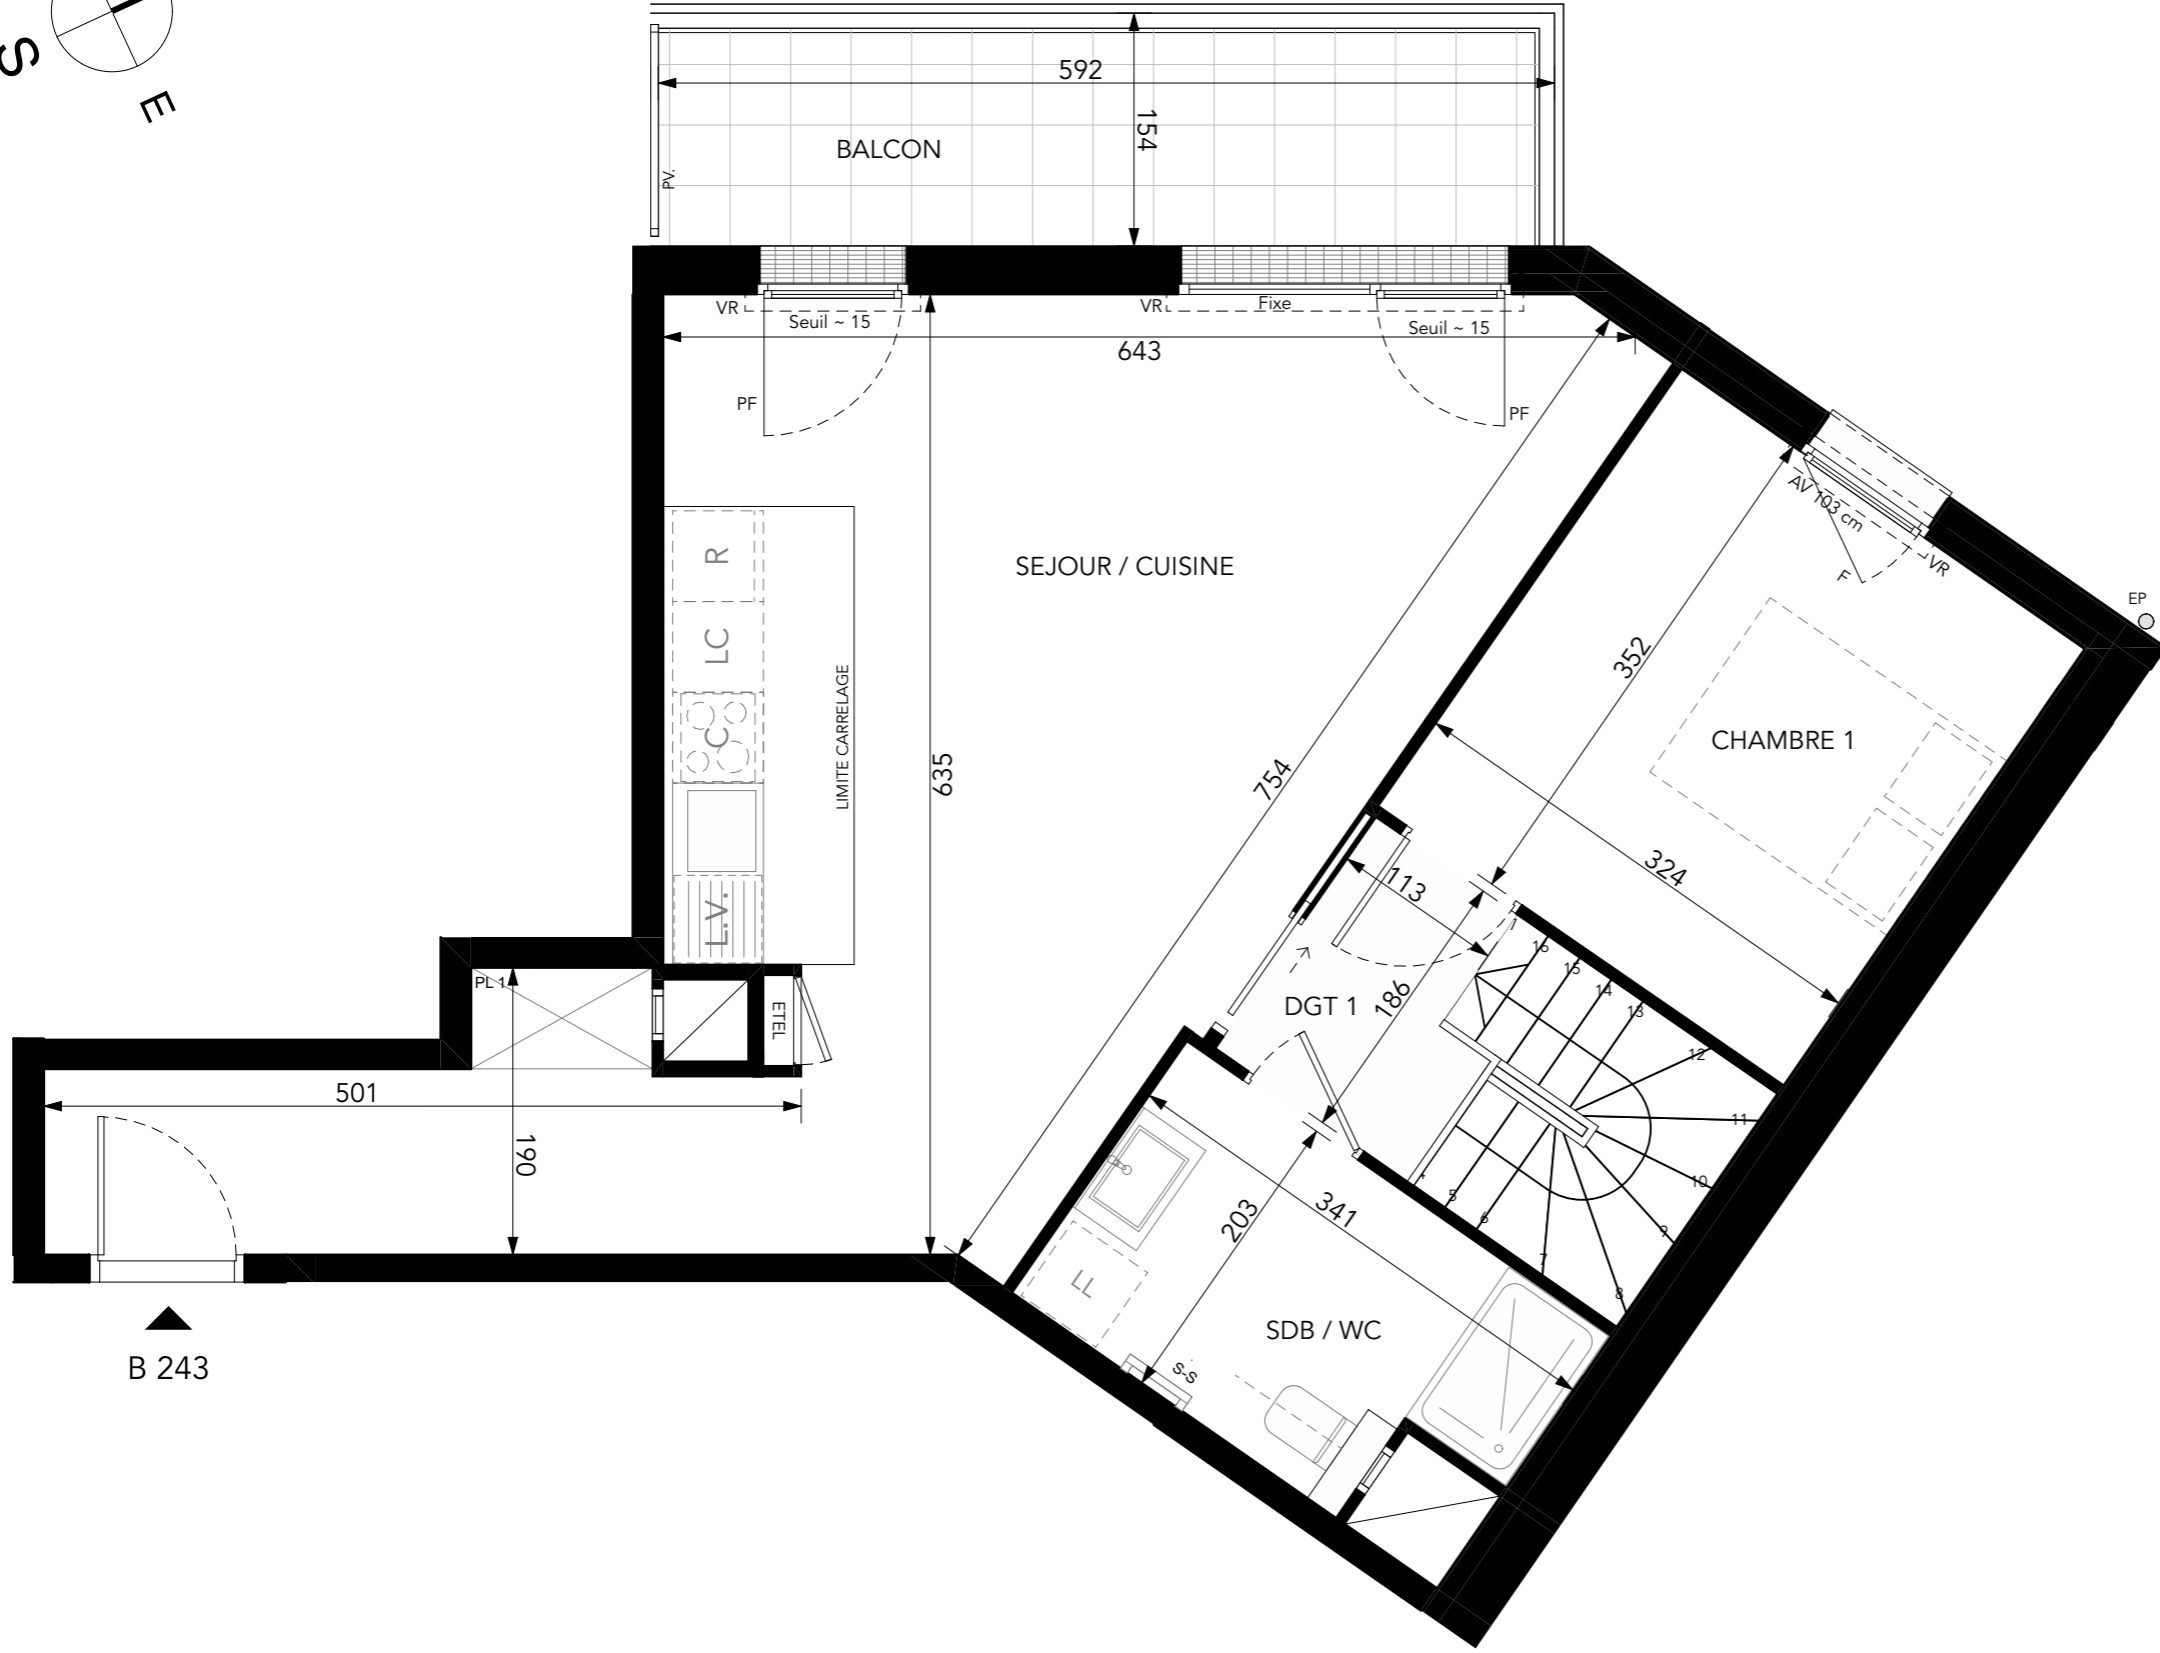 S
E
592
154
BALCON
PV.
VR
Seuil ~ 15
VR
Fixe
Seuil ~ 15
643
PF
PF
AV 103 cm
F
VR
EP
R
LC
C
L.V.
LIMITE CARRELAGE
SEJOUR / CUISINE
635
754
352
CHAMBRE 1
324
113
186
DGT 1
16
15
14
13
12
11
10
9
8
7
6
5
4
PL 1
ETEL
501
190
203
341
LL
SDB / WC
S-S
B 243